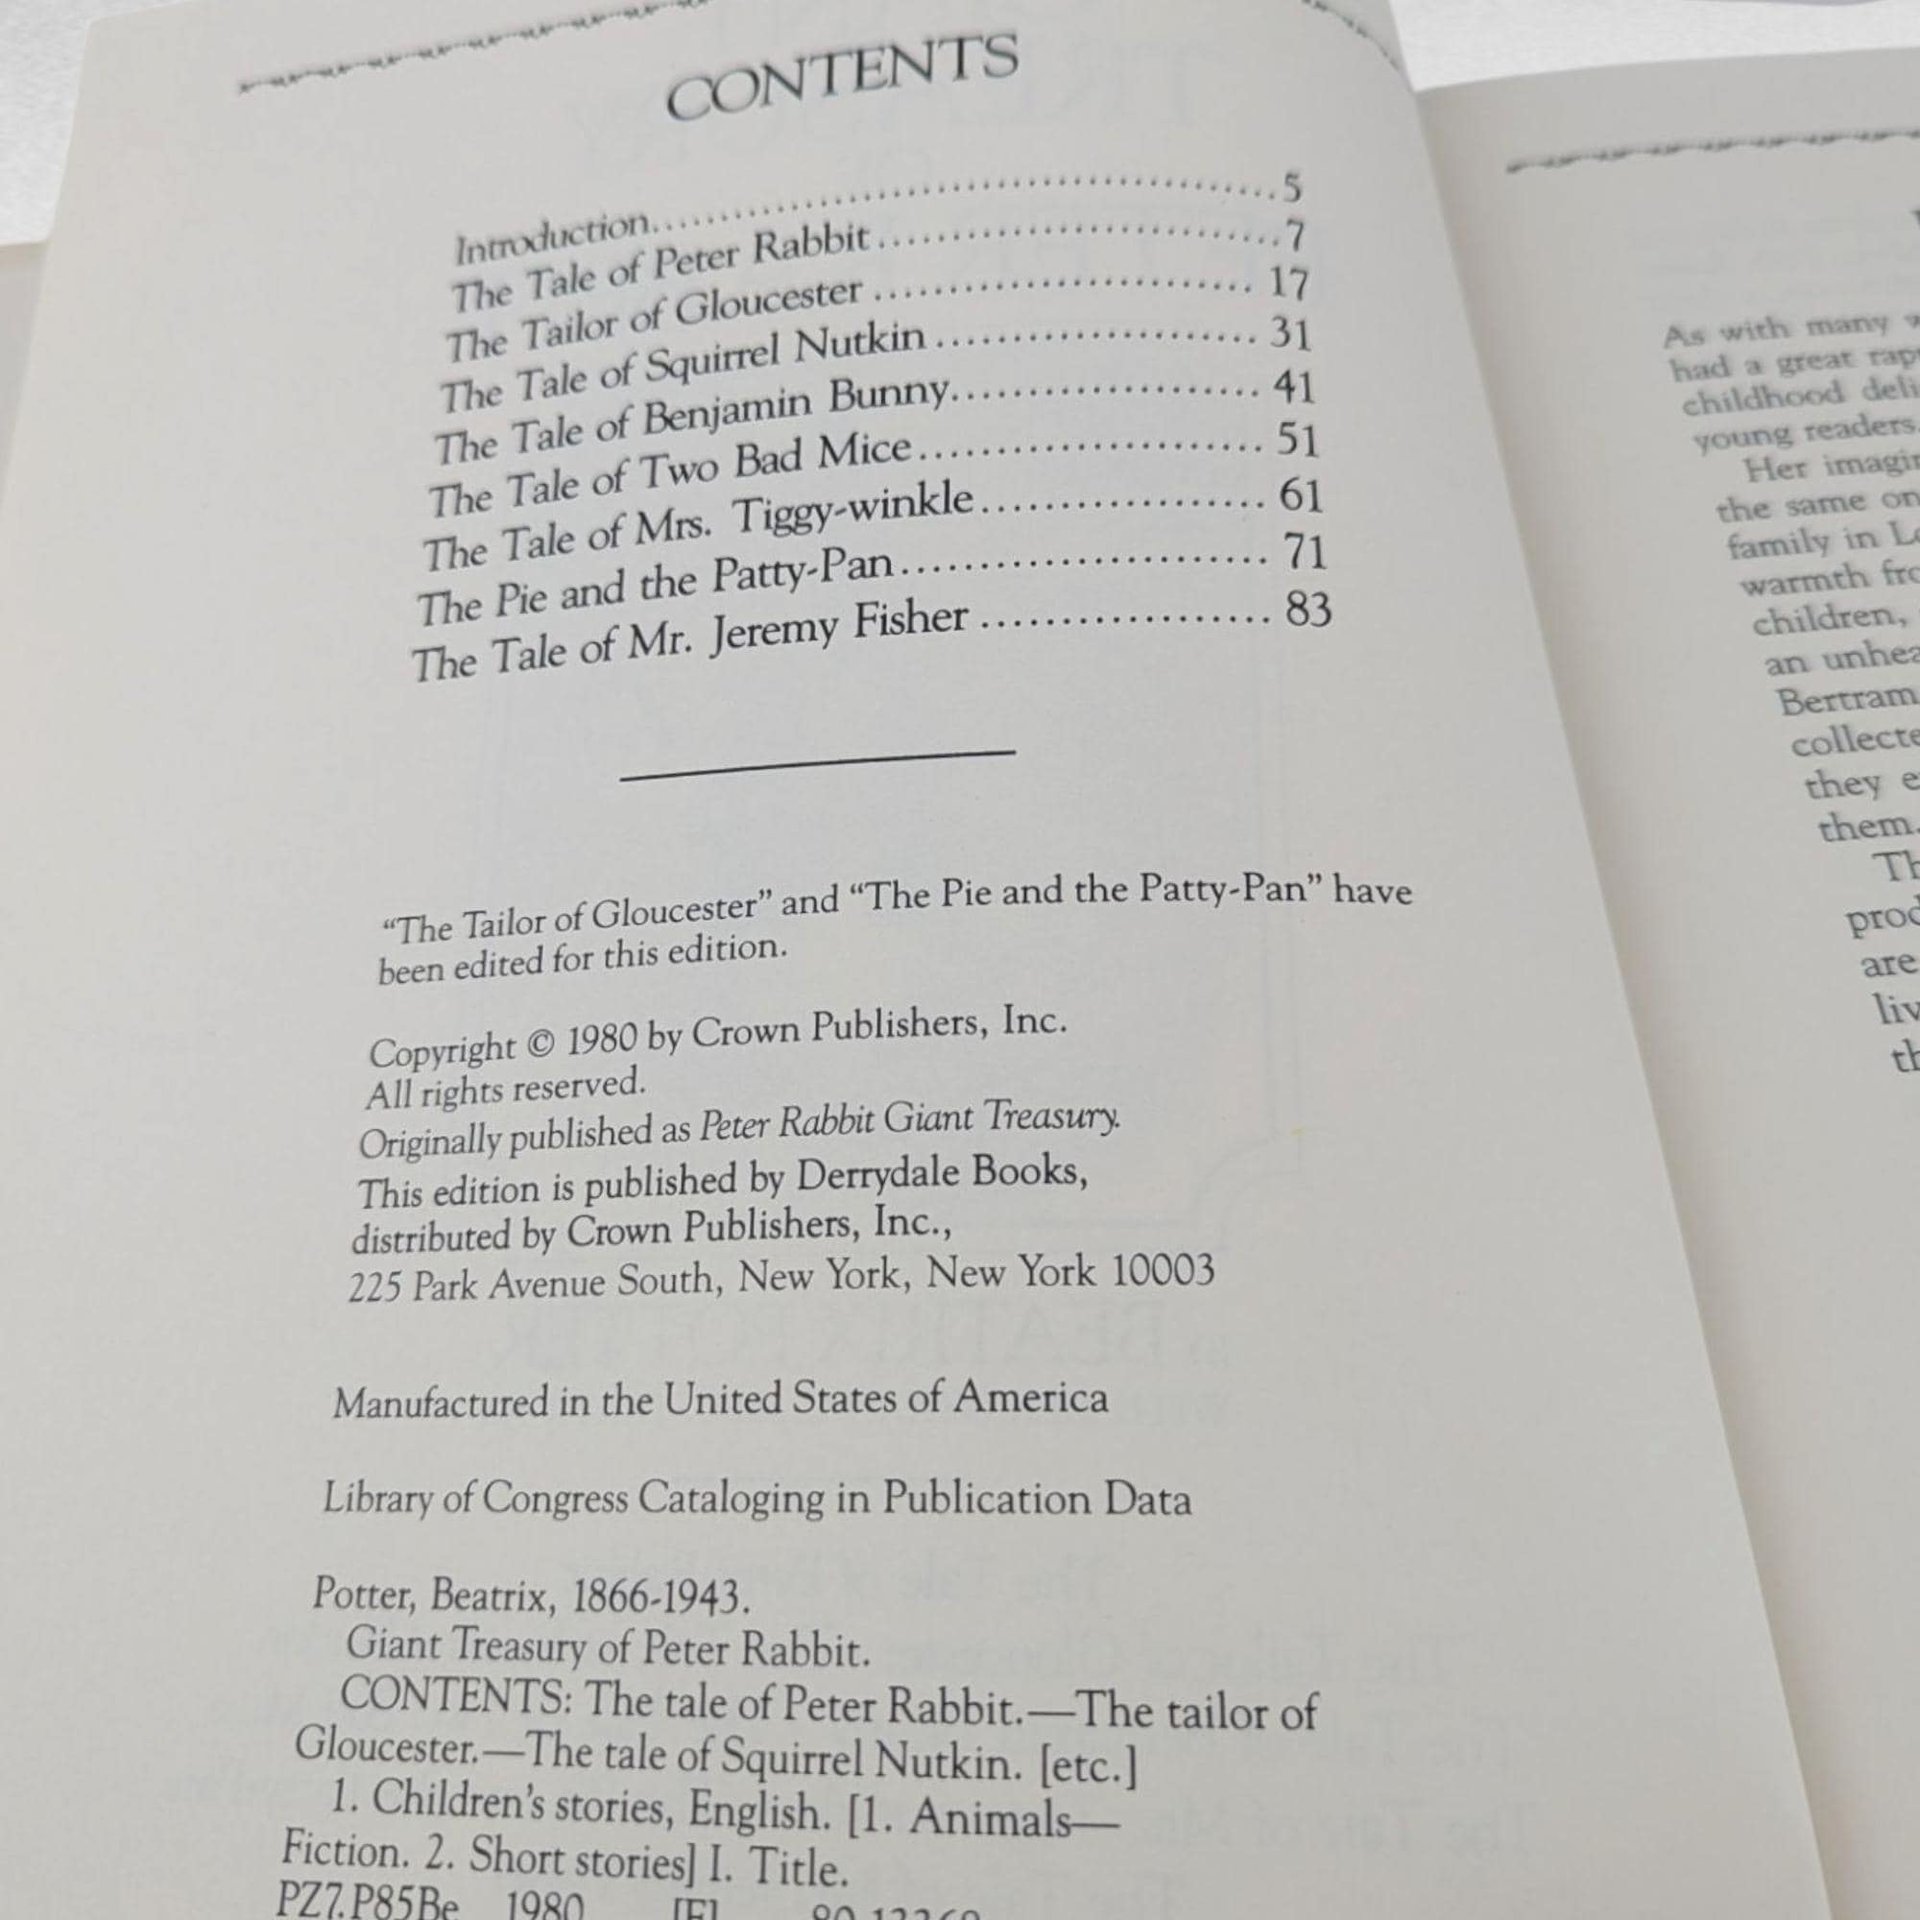 CONTENTS
Introduction.......................................5
The Tale of Peter Rabbit...........................7
The Tailor of Gloucester.......................... 17
The Tale of Squirrel Nutkin...................... 31
The Tale of Benjamin Bunny..................... 41
The Tale of Two Bad Mice....................... 51
The Tale of Mrs. Tiggy-winkle................... 61
The Pie and the Patty-Pan........................ 71
The Tale of Mr. Jeremy Fisher................... 83
“The Tailor of Gloucester” and “The Pie and the Patty-Pan” have
been edited for this edition.
Copyright © 1980 by Crown Publishers, Inc.
All rights reserved.
Originally published as Peter Rabbit Giant Treasury.
This edition is published by Derrydale Books,
distributed by Crown Publishers, Inc.,
225 Park Avenue South, New York, New York 10003
Manufactured in the United States of America
Library of Congress Cataloging in Publication Data
Potter, Beatrix, 1866-1943.
Giant Treasury of Peter Rabbit.
CONTENTS: The tale of Peter Rabbit.—The tailor of
Gloucester.—The tale of Squirrel Nutkin. [etc.]
1. Children's stories, English. [1. Animals—
Fiction. 2. Short stories] I. Title.
PZ7.P85Be 1980 [E]
As with many
had a great
childhood
young readers.
Her
the same
family in
warmth
children,
an
Bertram
they
them.
are